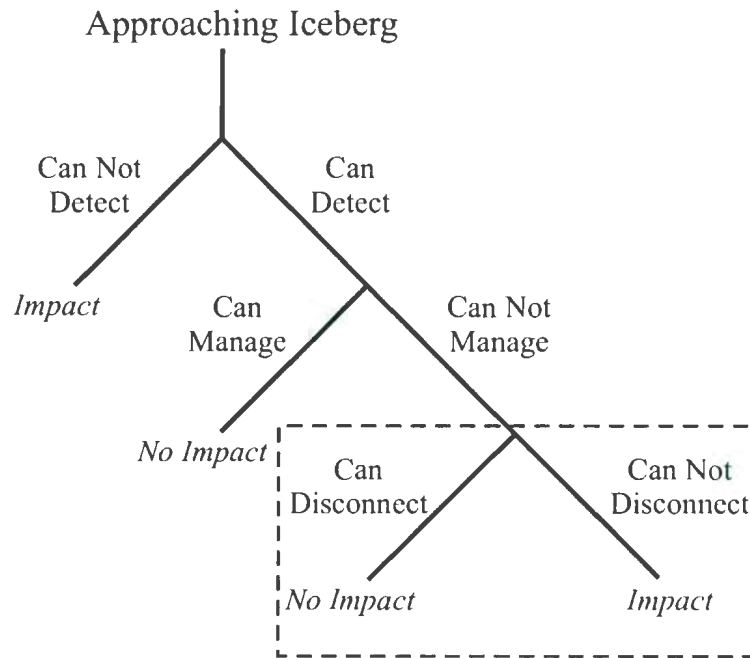 Approaching Iceberg
Can Not
Detect
Can
Detect
Impact
Can
Manage
Can Not
Manage
No Impact
Can
Disconnect
Can Not
Disconnect
No Impact
Impact